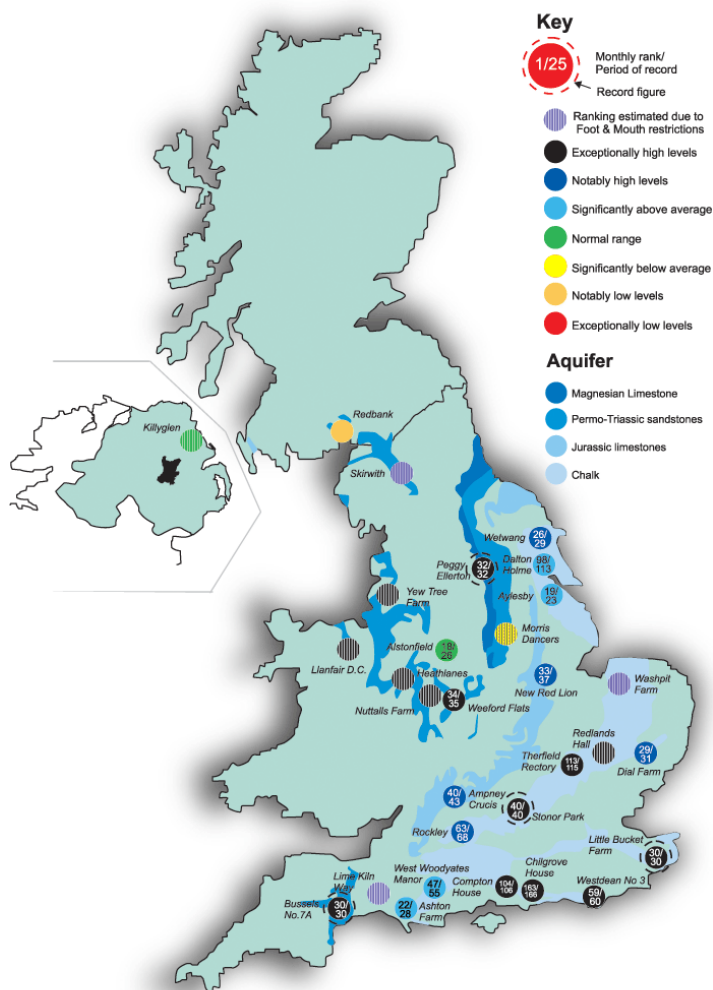 Key
1/25
Monthly rank/
Period of record
Record figure
Ranking estimated due to
Foot & Mouth restrictions
Exceptionally high levels
Notably high levels
Significantly above average
Normal range
Significantly below average
Notably low levels
Exceptionally low levels
Aquifer
Magnesian Limestone
Permo-Triassic sandstones
Jurassic limestones
Chalk
Killyglen
Redbank
Skirwith
Wetwang
26/
29
Peggy
Ellerton
32/
32
Dalton
Holme
98/
113
Aylesby
19/
23
Yew Tree
Farm
Morris
Dancers
Llanfair D.C.
Alstonfield
18/
26
Heathlanes
Nuttalls Farm
34/
35
Weeford Flats
33/
37
New Red Lion
Washpit
Farm
Redlands
Hall
Therfield
Rectory
113/
115
29/
31
Dial Farm
40/
43
Ampney
Crucis
40/
40
Stonor Park
Rockley
63/
68
Little Bucket
Farm
30/
30
Lime Kiln
Way
West Woodyates
Manor
47/
55
Compton
House
104/
106
Chilgrove
House
163/
166
Westdean No 3
59/
60
Bussels
No.7A
30/
30
22/
28
Ashton
Farm